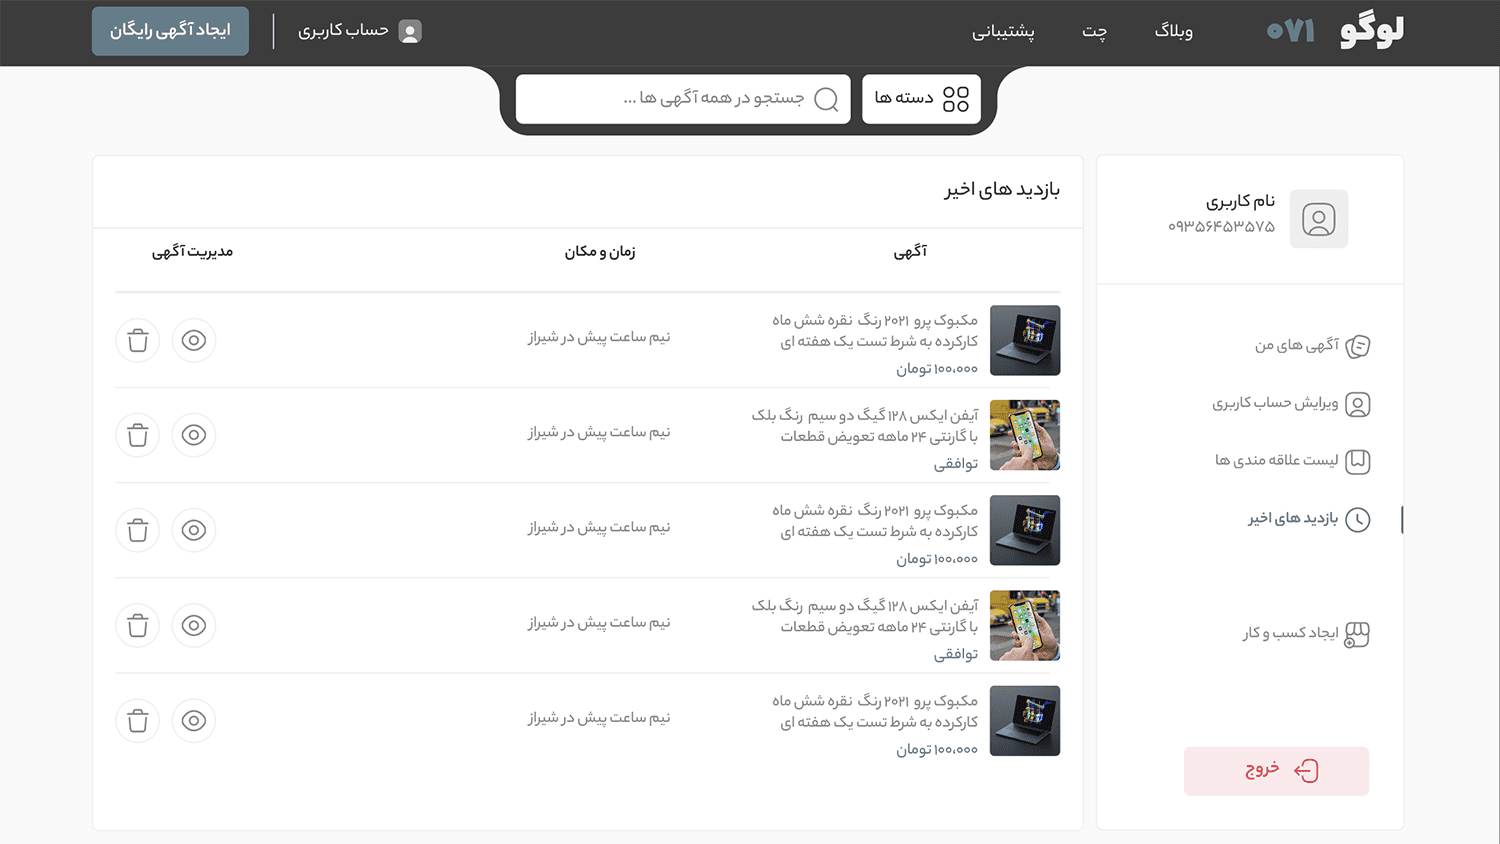 لوگو ۰۷۱
وبلاگ
چت
پشتیبانی
حساب کاربری
ایجاد آگهی رایگان
دسته ها
جستجو در همه آگهی ها ...
نام کاربری
۰۹۳۵۶۴۵۳۵۷۵
آگهی های من
ویرایش حساب کاربری
لیست علاقه مندی ها
بازدید های اخیر
ایجاد کسب و کار
خروج
بازدید های اخیر
آگهی
زمان و مکان
مدیریت آگهی
مکبوک پرو ۲۰۲۱ رنگ نقره شش ماه
کارکرده به شرط تست یک هفته ای
۱۰۰،۰۰۰ تومان
نیم ساعت پیش در شیراز
آیفن ایکس ۱۲۸ گیگ دو سیم رنگ بلک
با گارنتی ۲۴ ماهه تعویض قطعات
توافقی
نیم ساعت پیش در شیراز
مکبوک پرو ۲۰۲۱ رنگ نقره شش ماه
کارکرده به شرط تست یک هفته ای
۱۰۰،۰۰۰ تومان
نیم ساعت پیش در شیراز
آیفن ایکس ۱۲۸ گیگ دو سیم رنگ بلک
با گارنتی ۲۴ ماهه تعویض قطعات
توافقی
نیم ساعت پیش در شیراز
مکبوک پرو ۲۰۲۱ رنگ نقره شش ماه
کارکرده به شرط تست یک هفته ای
۱۰۰،۰۰۰ تومان
نیم ساعت پیش در شیراز